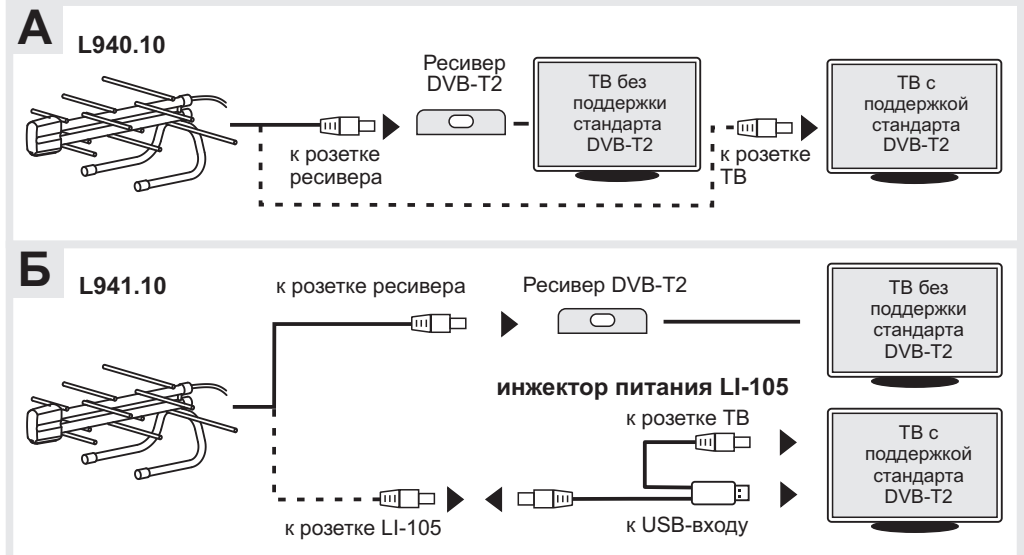 А
L940.10
Ресивер
DVB-T2
ТВ без
поддержки
стандарта
DVB-T2
ТВ с
поддержкой
стандарта
DVB-T2
к розетке
ресивера
к розетке
ТВ
Б
L941.10
к розетке ресивера
Ресивер DVB-T2
ТВ без
поддержки
стандарта
DVB-T2
инжектор питания LI-105
к розетке ТВ
ТВ с
поддержкой
стандарта
DVB-T2
к розетке LI-105
к USB-входу